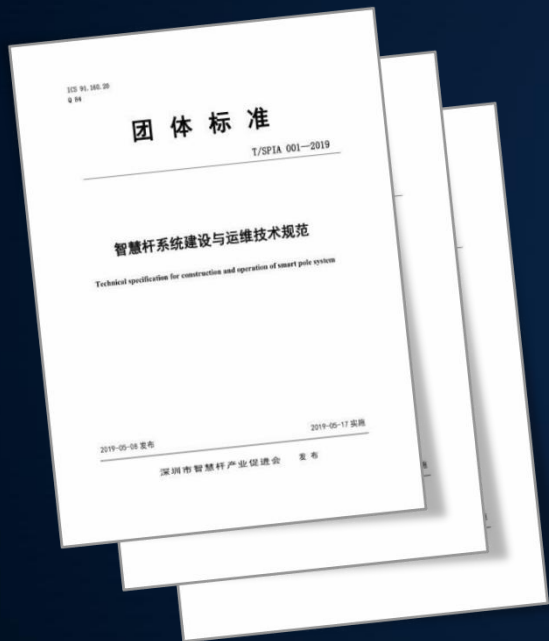 ICS 91.160.20
Q 84
团体标准
T/SPIA 001—2019
智慧杆系统建设与运维技术规范
Technical specification for construction and operation of smart pole system
2019-05-08 发布
2019-05-17 实施
深圳市智慧杆产业促进会 发布